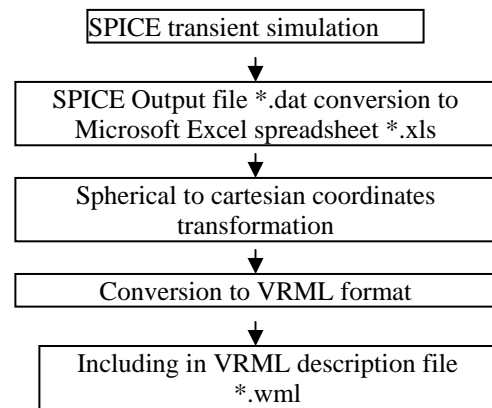 SPICE transient simulation
SPICE Output file *.dat conversion to
Microsoft Excel spreadsheet *.xls
Spherical to cartesian coordinates
transformation
Conversion to VRML format
Including in VRML description file
*.wml